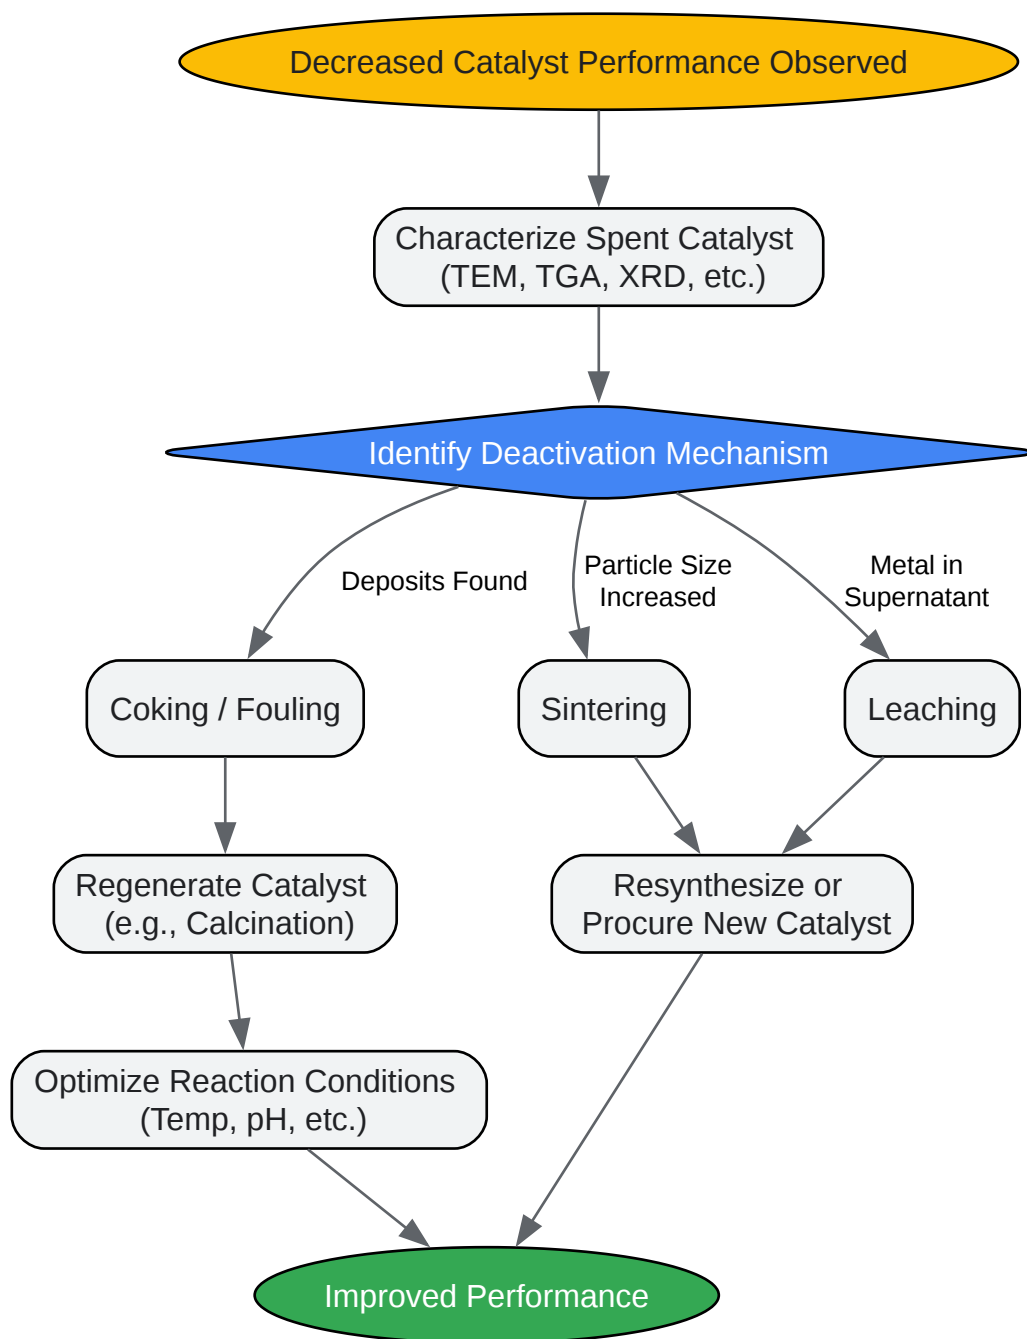 Decreased Catalyst Performance Observed
Characterize Spent Catalyst
(TEM, TGA, XRD, etc.)
Identify Deactivation Mechanism
Deposits Found
Particle Size
Increased
Metal in
Supernatant
Coking / Fouling
Sintering
Leaching
Regenerate Catalyst
(e.g., Calcination)
Resynthesize or
Procure New Catalyst
Optimize Reaction Conditions
(Temp, pH, etc.)
Improved Performance